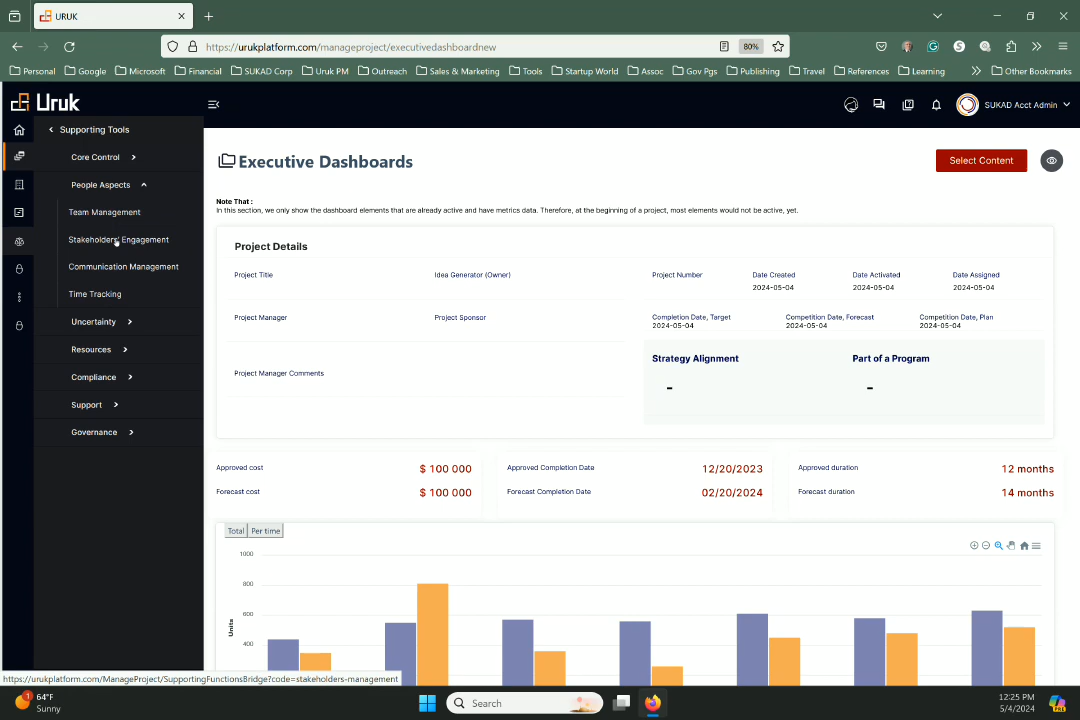 URUK
https://urukplatform.com/manageproject/executivedashboardnew
80%
Personal
Google
Microsoft
Financial
SUKAD Corp
Uruk PM
Outreach
Sales & Marketing
Tools
Startup World
Assoc
Gov Pgs
Publishing
Travel
References
Learning
Other Bookmarks
Uruk
SUKAD Acct Admin
Supporting Tools
Core Control
People Aspects
Team Management
Stakeholders' Engagement
Communication Management
Time Tracking
Uncertainty
Resources
Compliance
Support
Governance
Executive Dashboards
Select Content
Note That :
In this section, we only show the dashboard elements that are already active and have metrics data. Therefore, at the beginning of a project, most elements would not be active, yet.
Project Details
Project Title
Idea Generator (Owner)
Project Number
Date Created
Date Activated
Date Assigned
2024-05-04
2024-05-04
2024-05-04
Project Manager
Project Sponsor
Completion Date, Target
Competition Date, Forecast
Competition Date, Plan
2024-05-04
2024-05-04
2024-05-04
Project Manager Comments
Strategy Alignment
Part of a Program
-
-
Approved cost
$ 100 000
Approved Completion Date
12/20/2023
Approved duration
12 months
Forecast cost
$ 100 000
Forecast Completion Date
02/20/2024
Forecast duration
14 months
Total
Per time
1000
800
600
400
Units
https://urukplatform.com/ManageProject/SupportingFunctionsBridge?code=stakeholders-management
1
64°F
Sunny
Search
12:25 PM
5/4/2024
PRE